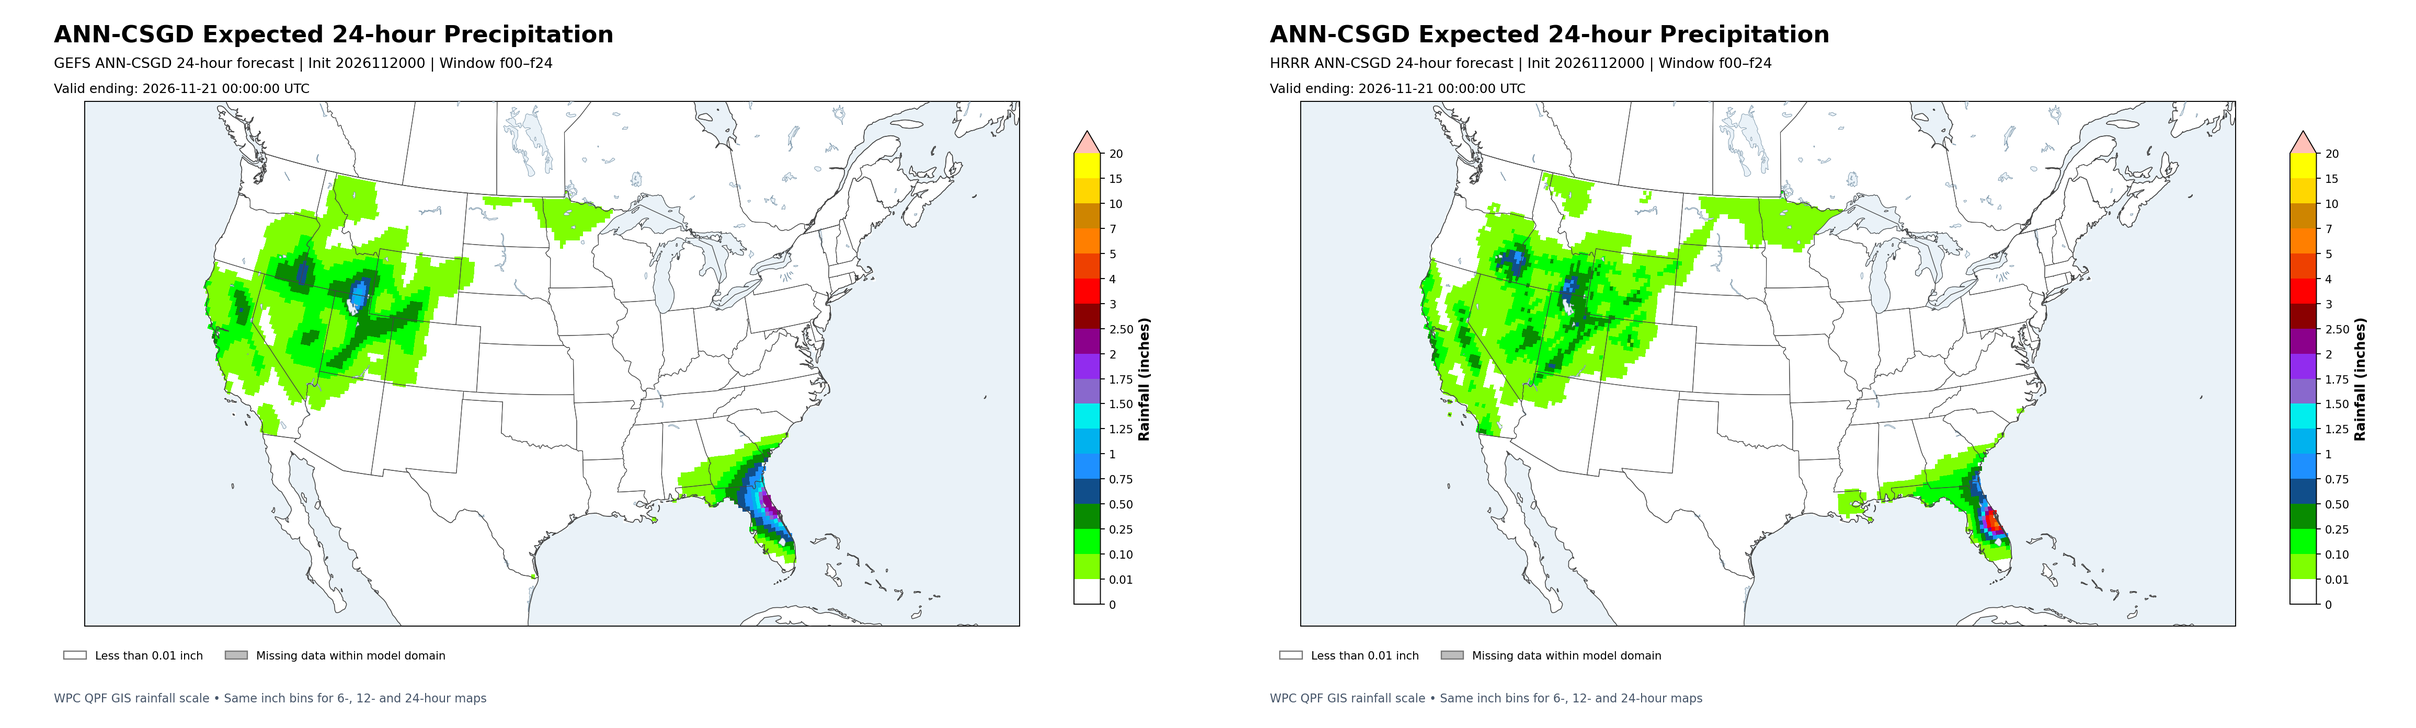 ANN-CSGD Expected 24-hour Precipitation
GEFS ANN-CSGD 24-hour forecast | Init 2026112000 | Window f00–f24
Valid ending: 2026-11-21 00:00:00 UTC
20
15
10
7
5
4
3
2.50
2
1.75
1.50
1.25
1
0.75
0.50
0.25
0.10
0.01
0
Rainfall (inches)
Less than 0.01 inch
Missing data within model domain
WPC QPF GIS rainfall scale • Same inch bins for 6-, 12- and 24-hour maps
ANN-CSGD Expected 24-hour Precipitation
HRRR ANN-CSGD 24-hour forecast | Init 2026112000 | Window f00–f24
Valid ending: 2026-11-21 00:00:00 UTC
20
15
10
7
5
4
3
2.50
2
1.75
1.50
1.25
1
0.75
0.50
0.25
0.10
0.01
0
Rainfall (inches)
Less than 0.01 inch
Missing data within model domain
WPC QPF GIS rainfall scale • Same inch bins for 6-, 12- and 24-hour maps